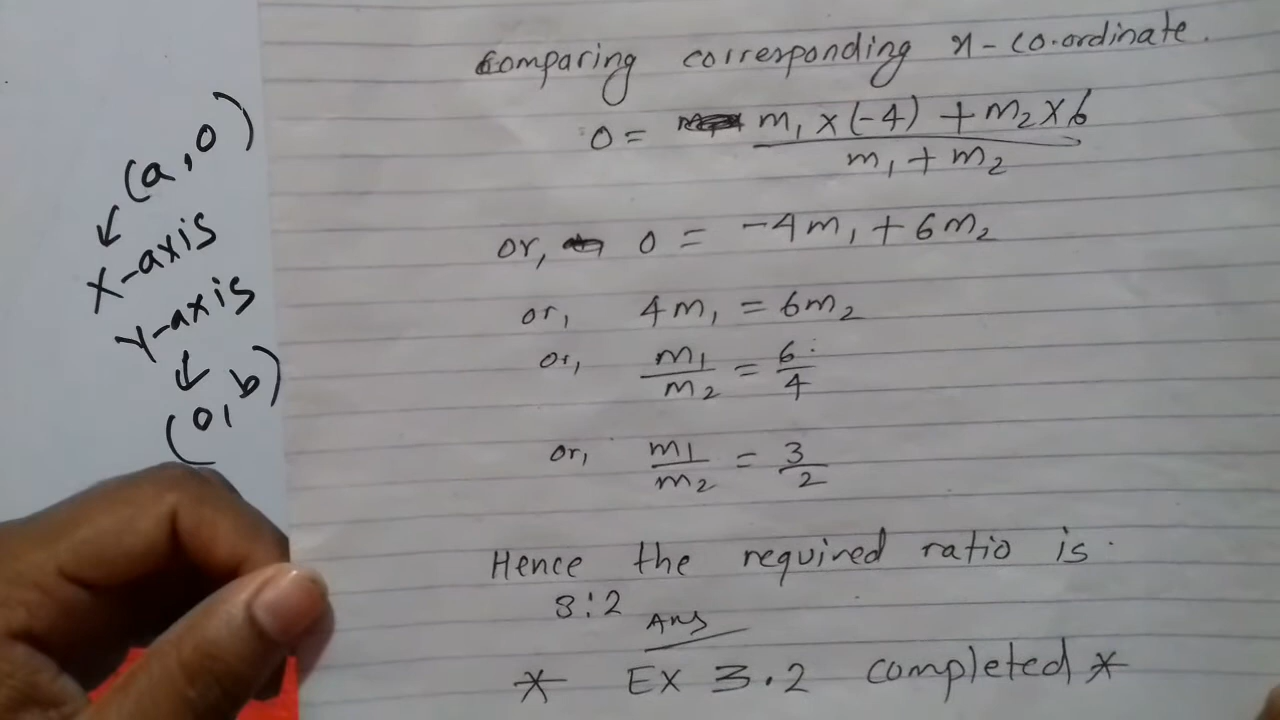 (a, 0)
X-axis
Y-axis
(0, b)
Comparing corresponding x-co-ordinate.
0 = m₁ x (-4) + m₂ x 6 / m₁ + m₂
or, 0 = -4m₁ + 6m₂
or, 4m₁ = 6m₂
or, m₁/m₂ = 6/4
or, m₁/m₂ = 3/2
Hence the required ratio is.
3:2 Ans
* EX 3.2 completed *